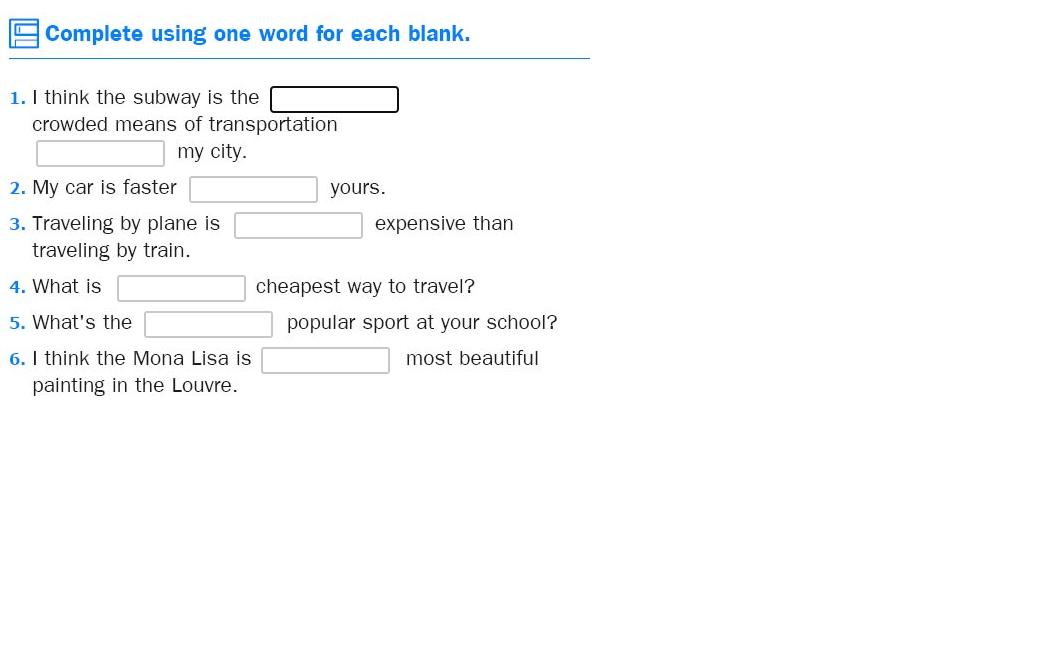 Complete using one word for each blank.
1. I think the subway is the
crowded means of transportation
my city.
2. My car is faster yours.
3. Traveling by plane is expensive than
traveling by train.
4. What is cheapest way to travel?
5. What's the popular sport at your school?
6. I think the Mona Lisa is most beautiful
painting in the Louvre.